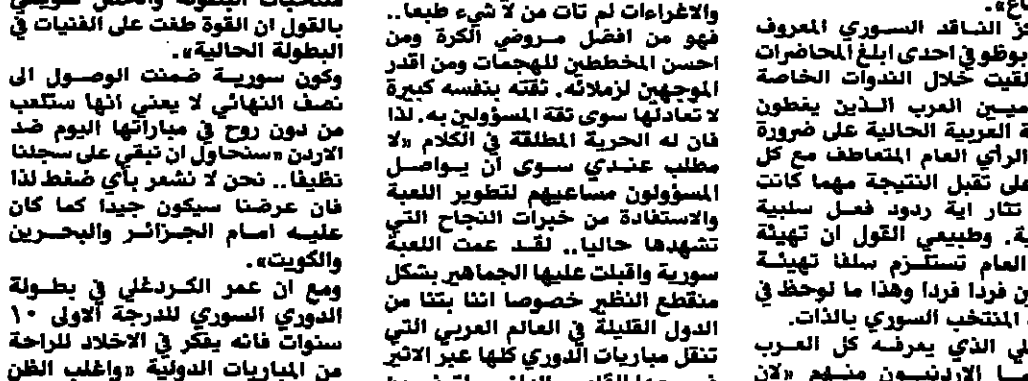 اع».
ز الناقد السوري المعروف
بوظو في احدى ابلغ المحاضرات
لقيت خلال الندوات الخاصة
ميين العرب الذين يغطون
ة العربية الحالية على ضرورة
الرأي العام المتعاطف مع كل
على تقبل النتيجة مهما كانت
تثار اية ردود فعل سلبية
ة. وطبيعي القول ان تهيئة
العام تستلزم سلفا تهيئة
ن فردا فردا وهذا ما لوحظ في
المنتخب السوري بالذات.
لي الذي يعرفه كل العرب
ما الاردنيون منهم «لان
والاغراءات لم تات من لا شيء طبعا..
فهو من افضل مروضي الكرة ومن
احسن المخططين للهجمات ومن اقدر
الموجهين لزملائه. ثقته بنفسه كبيرة
لا تعادلها سوى ثقة المسؤولين به. لذا
فان له الحرية المطلقة في الكلام «لا
مطلب عندي سوى أن يواصل
المسؤولون مساعيهم لتطوير اللعبة
والاستفادة من خبرات النجاح التي
تشهدها حاليا.. لقد عمت اللعبة
سورية واقبلت عليها الجماهير بشكل
منقطع النظير خصوصا اننا بتنا من
الدول القليلة في العالم العربي التي
تنقل مباريات الدوري كلها عبر الاثير
بالقول ان القوة طغت على الفنيات في
البطولة الحالية».
وكون سورية ضمنت الوصول الى
نصف النهائي لا يعني انها ستلعب
من دون روح في مباراتها اليوم ضد
الاردن «سنحاول ان نبقي على سجلنا
نظيفا.. نحن لا نشعر بأي ضغط لذا
فان عرضنا سيكون جيدا كما كان
عليه امام الجزائر والبحرين
والكويت».
ومع ان عمر الكردغلي في بطولة
الدوري السوري للدرجة الاولى ١٠
سنوات فانه يفكر في الاخلاد للراحة
من المباريات الدولية «واغلب الظن